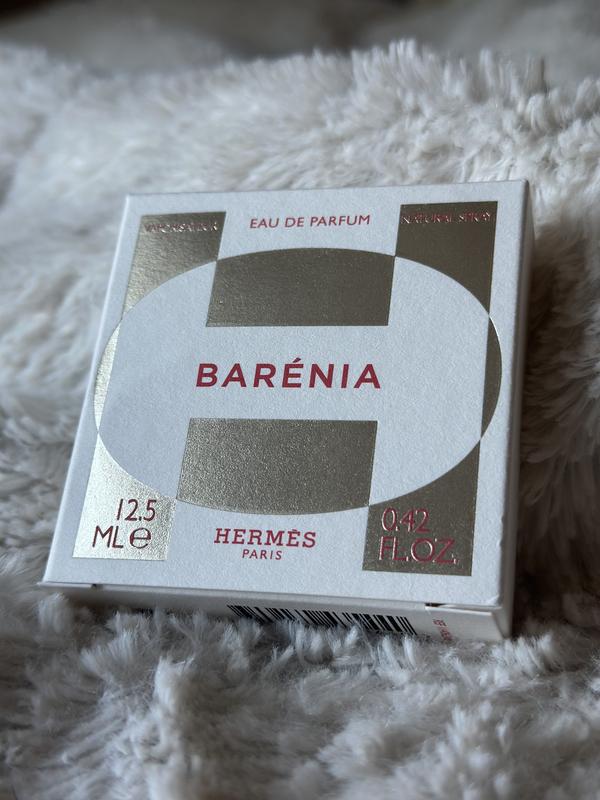 VAPORISATEUR
EAU DE PARFUM
NATURAL SPRAY
BARÉNIA
12.5
ML ℮
HERMÈS
PARIS
0.42
FL.OZ.